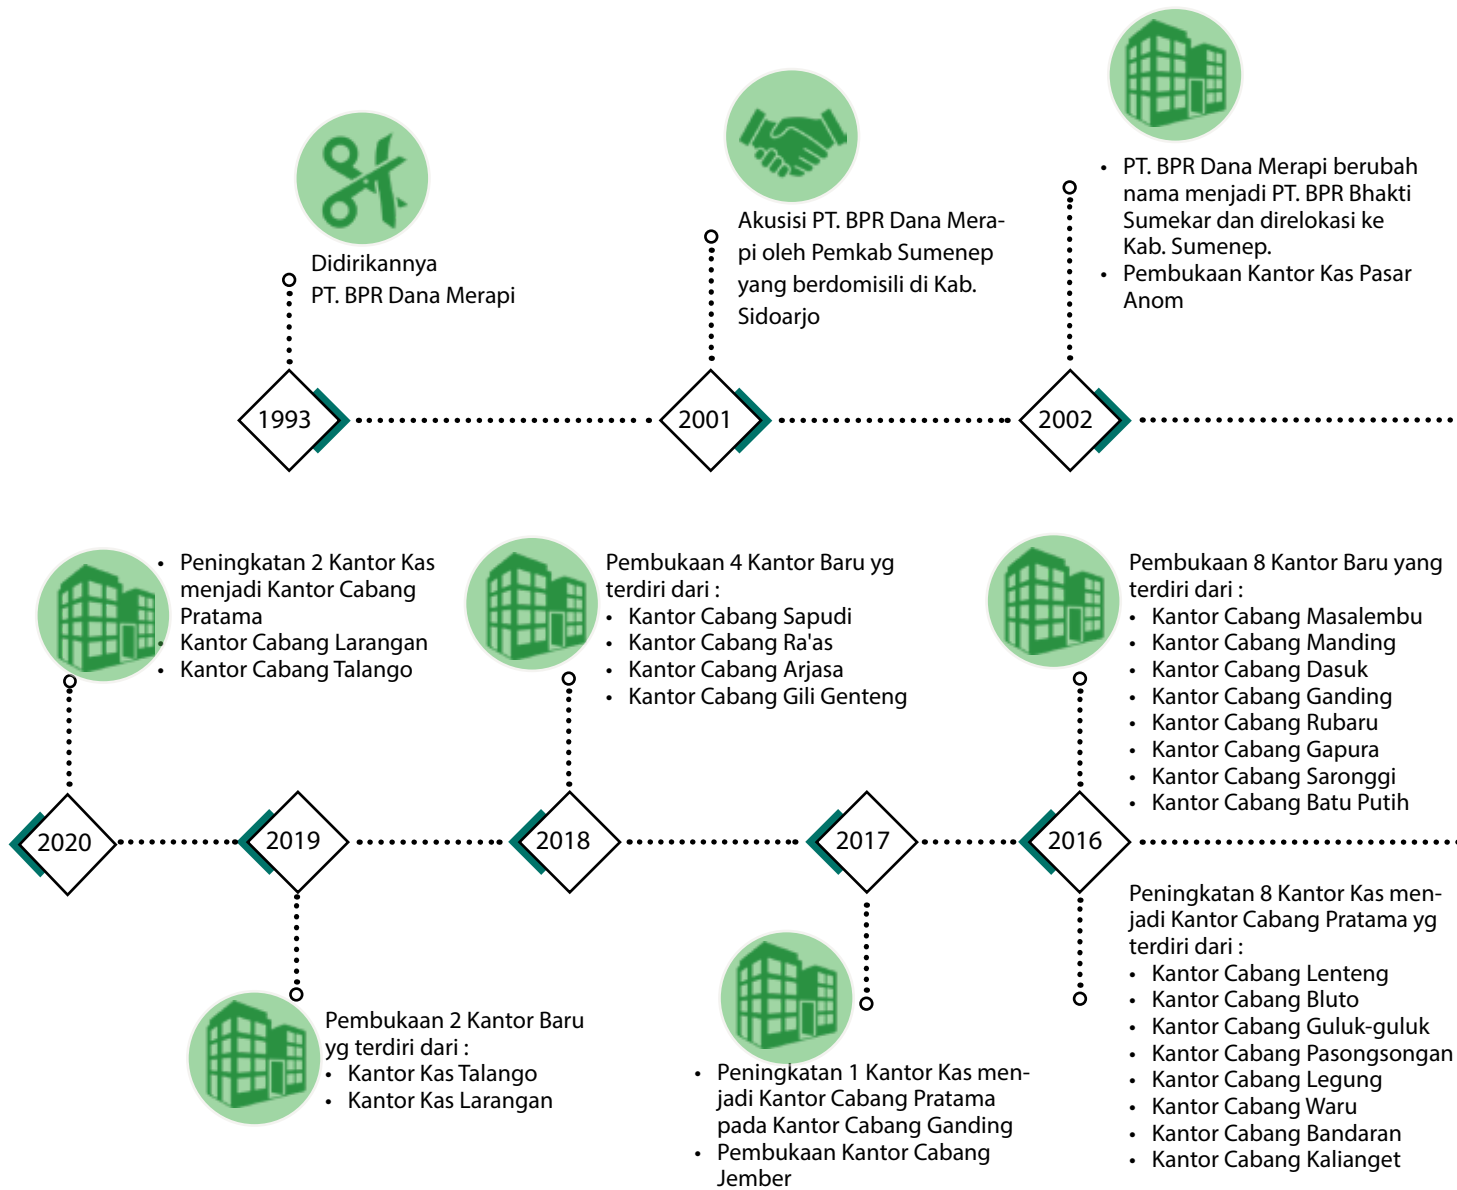 Didirikannya
PT. BPR Dana Merapi
1993
Akusisi PT. BPR Dana Mera-
pi oleh Pemkab Sumenep
yang berdomisili di Kab.
Sidoarjo
2001
• PT. BPR Dana Merapi berubah
nama menjadi PT. BPR Bhakti
Sumekar dan direlokasi ke
Kab. Sumenep.
• Pembukaan Kantor Kas Pasar
Anom
2002
• Peningkatan 2 Kantor Kas
menjadi Kantor Cabang
Pratama
• Kantor Cabang Larangan
• Kantor Cabang Talango
2020
2019
Pembukaan 2 Kantor Baru
yg terdiri dari :
• Kantor Kas Talango
• Kantor Kas Larangan
Pembukaan 4 Kantor Baru yg
terdiri dari :
• Kantor Cabang Sapudi
• Kantor Cabang Ra'as
• Kantor Cabang Arjasa
• Kantor Cabang Gili Genteng
2018
2017
• Peningkatan 1 Kantor Kas men-
jadi Kantor Cabang Pratama
pada Kantor Cabang Ganding
• Pembukaan Kantor Cabang
Jember
Pembukaan 8 Kantor Baru yang
terdiri dari :
• Kantor Cabang Masalembu
• Kantor Cabang Manding
• Kantor Cabang Dasuk
• Kantor Cabang Ganding
• Kantor Cabang Rubaru
• Kantor Cabang Gapura
• Kantor Cabang Saronggi
• Kantor Cabang Batu Putih
2016
Peningkatan 8 Kantor Kas men-
jadi Kantor Cabang Pratama yg
terdiri dari :
• Kantor Cabang Lenteng
• Kantor Cabang Bluto
• Kantor Cabang Guluk-guluk
• Kantor Cabang Pasongsongan
• Kantor Cabang Legung
• Kantor Cabang Waru
• Kantor Cabang Bandaran
• Kantor Cabang Kalianget